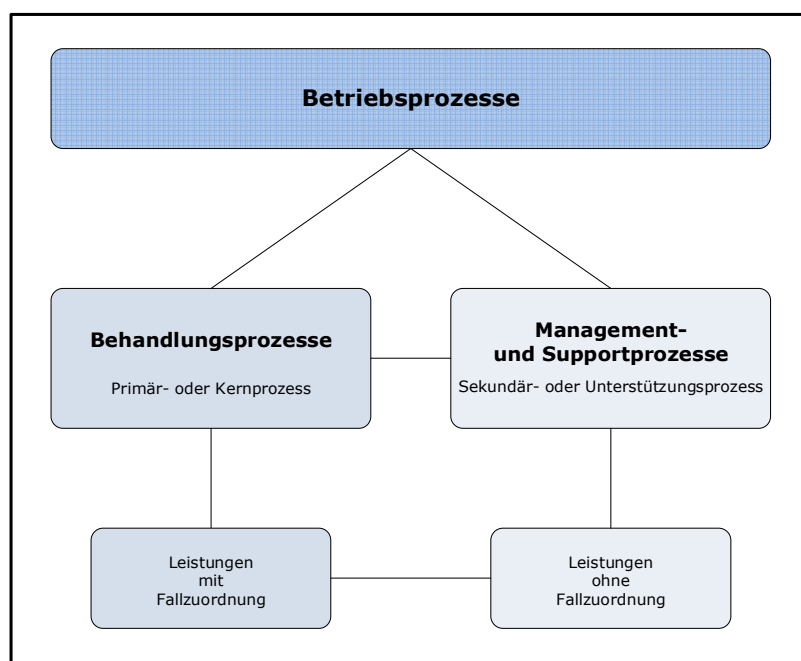 Betriebsprozesse
Behandlungsprozesse
Primär- oder Kernprozess
Management-
und Supportprozesse
Sekundär- oder Unterstützungsprozess
Leistungen
mit
Fallzuordnung
Leistungen
ohne
Fallzuordnung